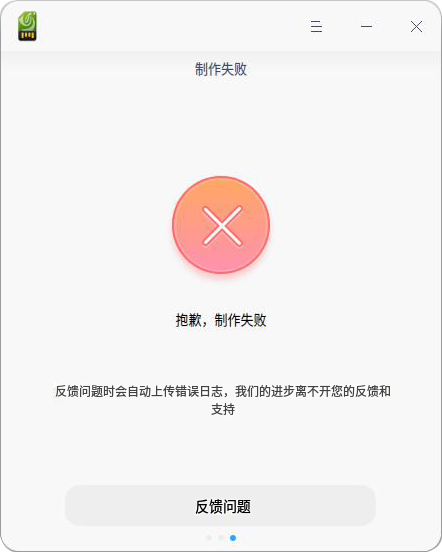 制作失败
抱歉，制作失败
反馈问题时会自动上传错误日志，我们的进步离不开您的反馈和
支持
反馈问题